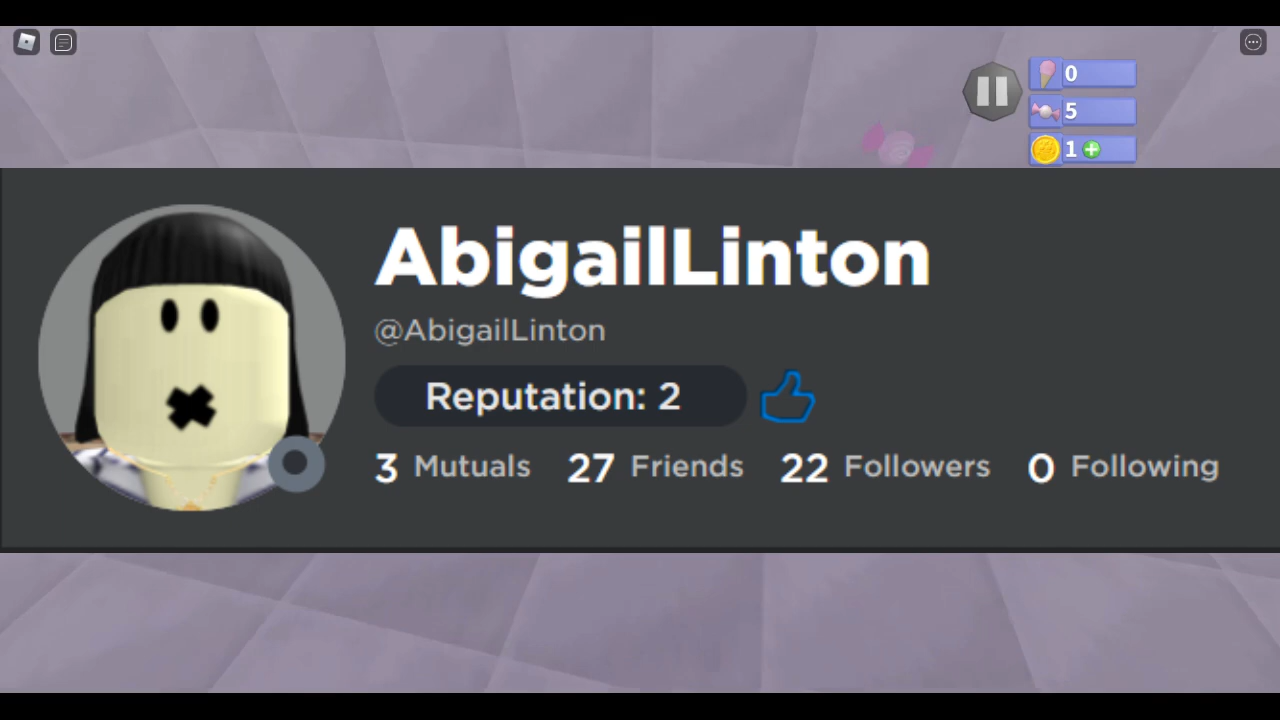 0
5
1
AbigailLinton
@AbigailLinton
Reputation: 2
3 Mutuals 27 Friends 22 Followers 0 Following